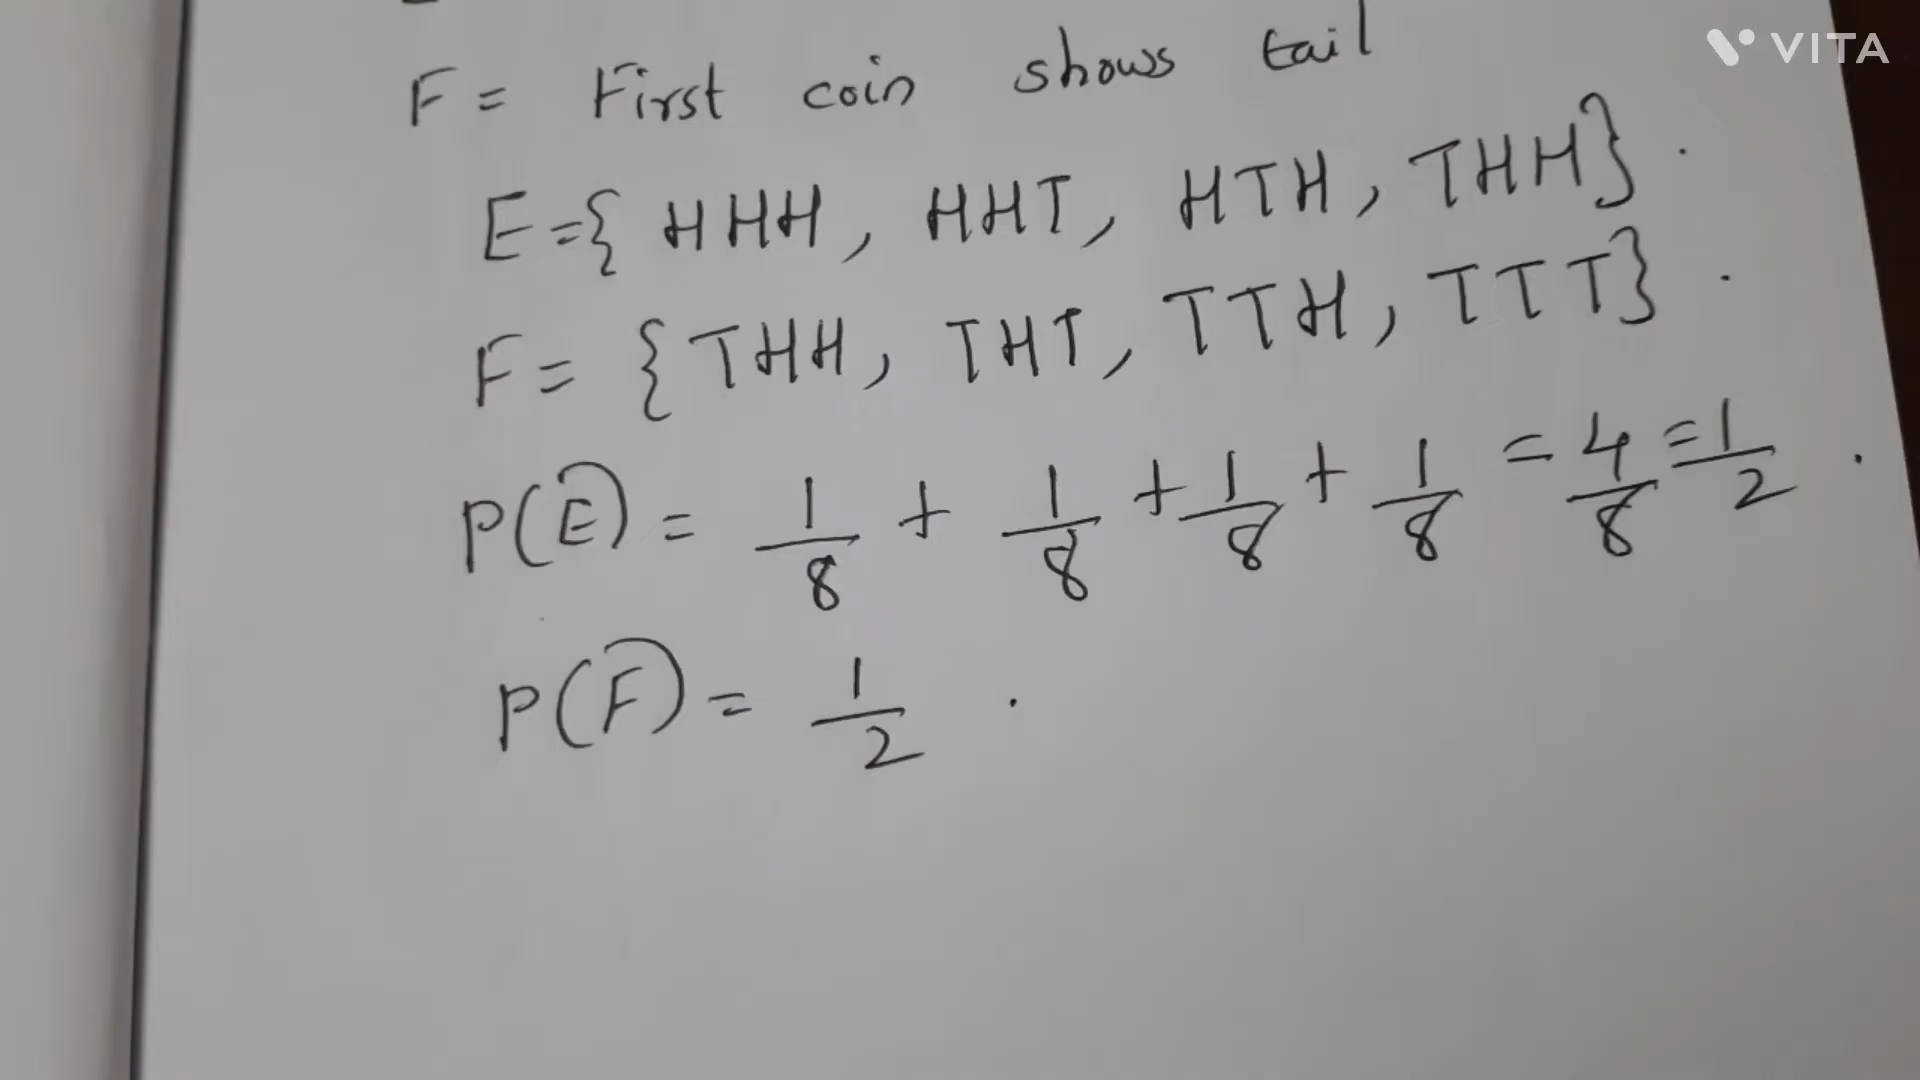 VITA
F = First coin shows tail
E = { HHH, HHT, HTH, THH} .
F = {THH, THT, TTH, TTT} .
P(E) = 1/8 + 1/8 + 1/8 + 1/8 = 4/8 = 1/2 .
P(F) = 1/2 .